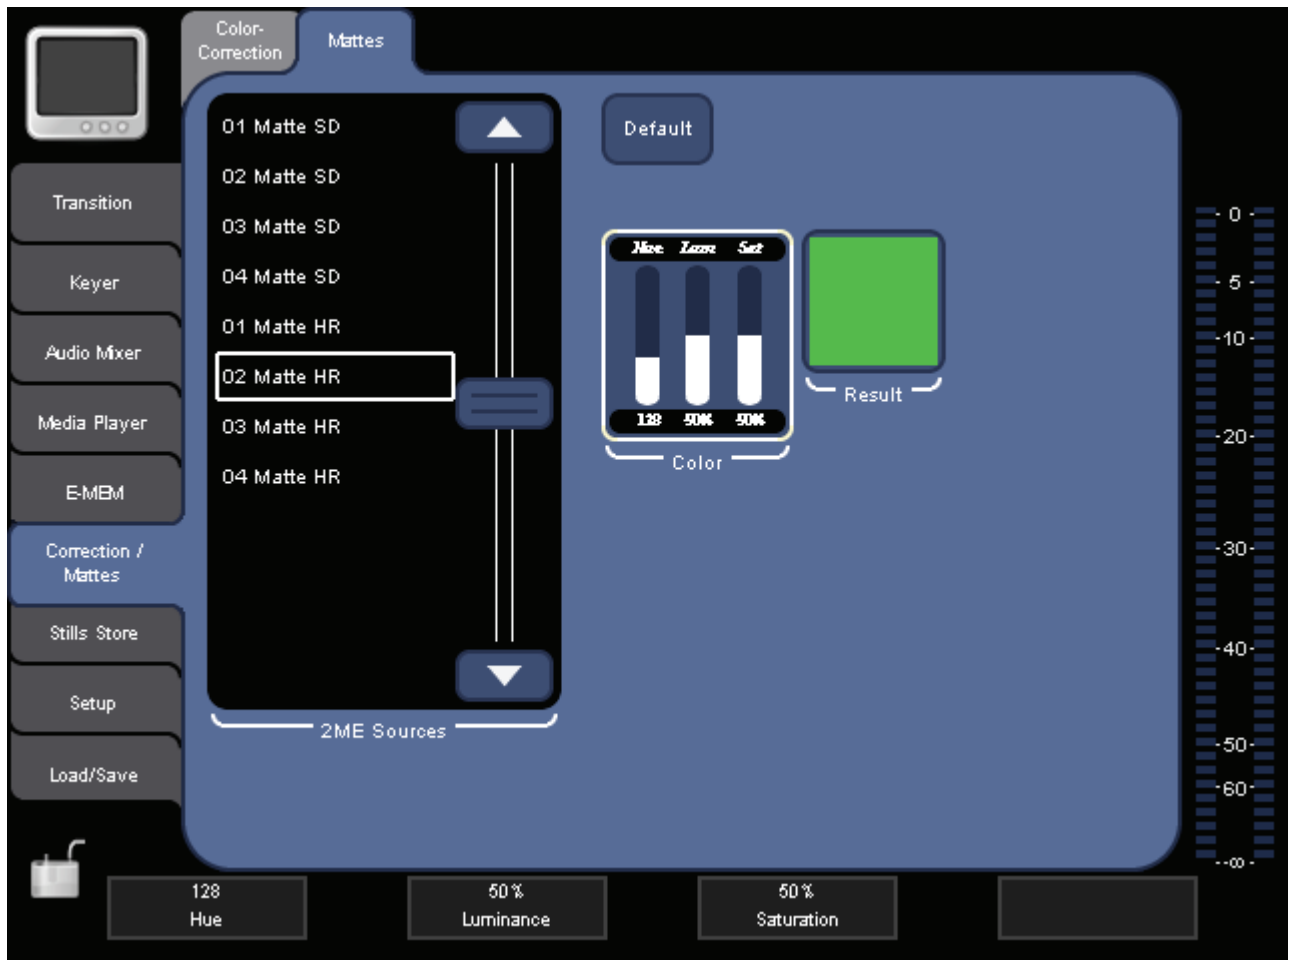 Color-
Correction
Mattes
01 Matte SD
02 Matte SD
03 Matte SD
04 Matte SD
01 Matte HR
02 Matte HR
03 Matte HR
04 Matte HR
2ME Sources
Default
Hue Lum Sat
128 50% 50%
Color
Result
Transition
Keyer
Audio Mixer
Media Player
E-MEM
Correction /
Mattes
Stills Store
Setup
Load/Save
- 0 -
- 5 -
-10-
-20-
-30-
-40-
-50-
-60-
--∞ -
128
Hue
50%
Luminance
50%
Saturation